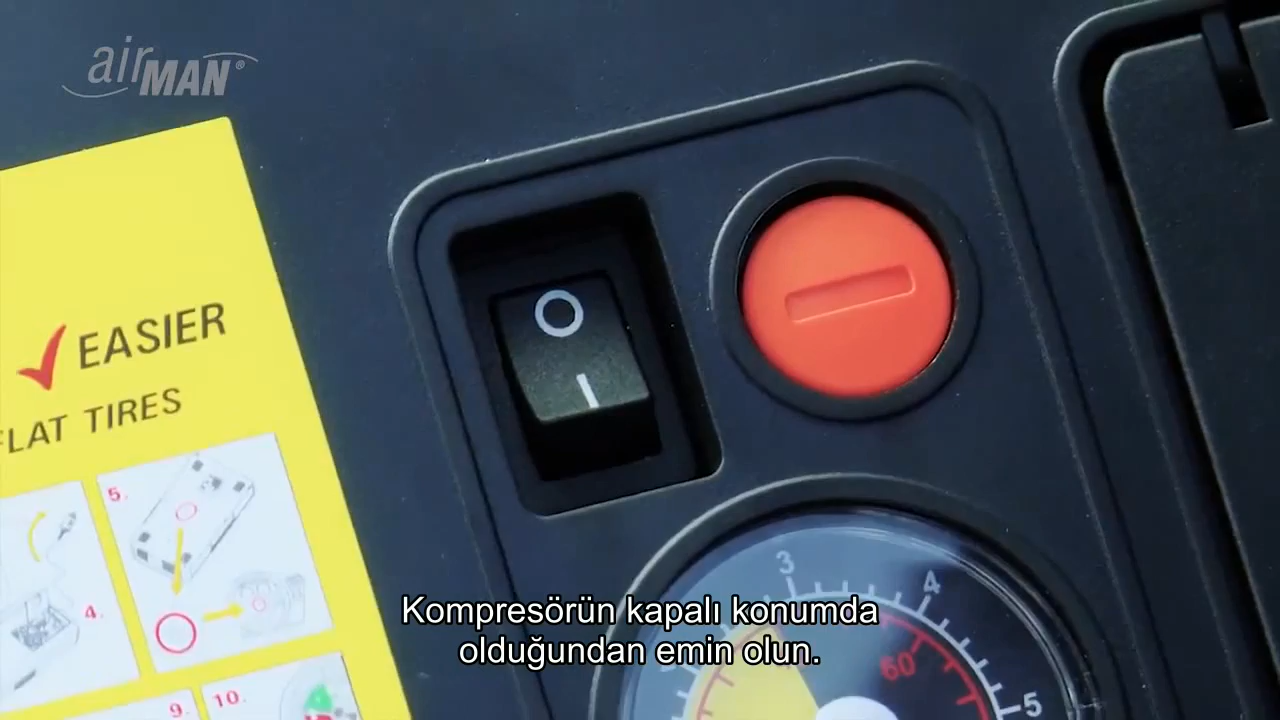 airMAN®
EASIER
FLAT TIRES
5.
4.
9.
10.
3
4
60
5
Kompresörün kapalı konumda
olduğundan emin olun.